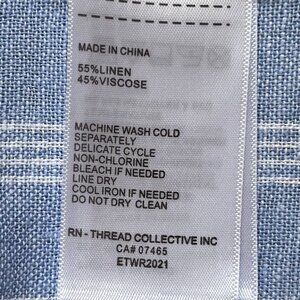 MADE IN CHINA
55%LINEN
45%VISCOSE
MACHINE WASH COLD
SEPARATELY
DELICATE CYCLE
NON-CHLORINE
BLEACH IF NEEDED
LINE DRY
COOL IRON IF NEEDED
DO NOT DRY CLEAN
RN - THREAD COLLECTIVE INC
CA# 07465
ETWR2021